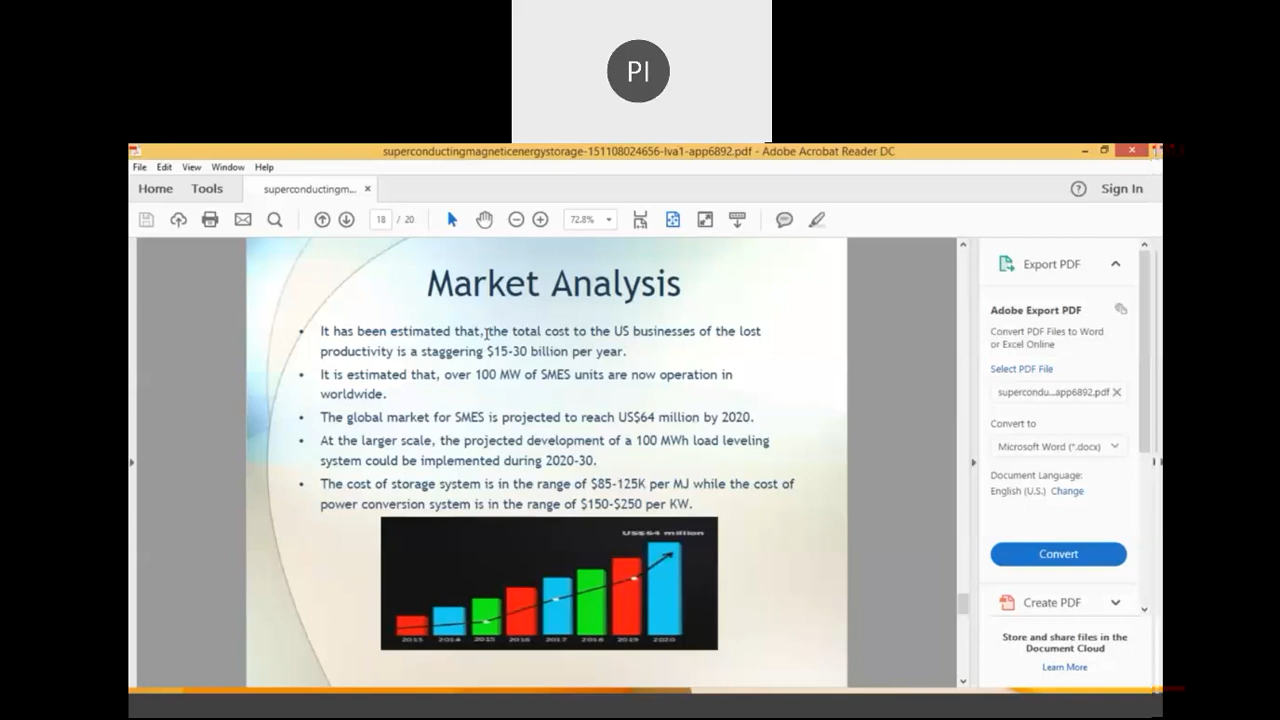 PI
superconductingmagneticenergystorage-151108024656-lva1-app6892.pdf - Adobe Acrobat Reader DC
File Edit View Window Help
Home Tools superconductingm... Sign In
18 / 20 72.8%
Market Analysis
• It has been estimated that, the total cost to the US businesses of the lost
productivity is a staggering $15-30 billion per year.
• It is estimated that, over 100 MW of SMES units are now operation in
worldwide.
• The global market for SMES is projected to reach US$64 million by 2020.
• At the larger scale, the projected development of a 100 MWh load leveling
system could be implemented during 2020-30.
• The cost of storage system is in the range of $85-125K per MJ while the cost of
power conversion system is in the range of $150-$250 per KW.
US$64 million
2013 2014 2015 2016 2017 2018 2019 2020
Export PDF
Adobe Export PDF
Convert PDF Files to Word
or Excel Online
Select PDF File
supercondu...app6892.pdf
Convert to
Microsoft Word (*.docx)
Document Language:
English (U.S.) Change
Convert
Create PDF
Store and share files in the
Document Cloud
Learn More